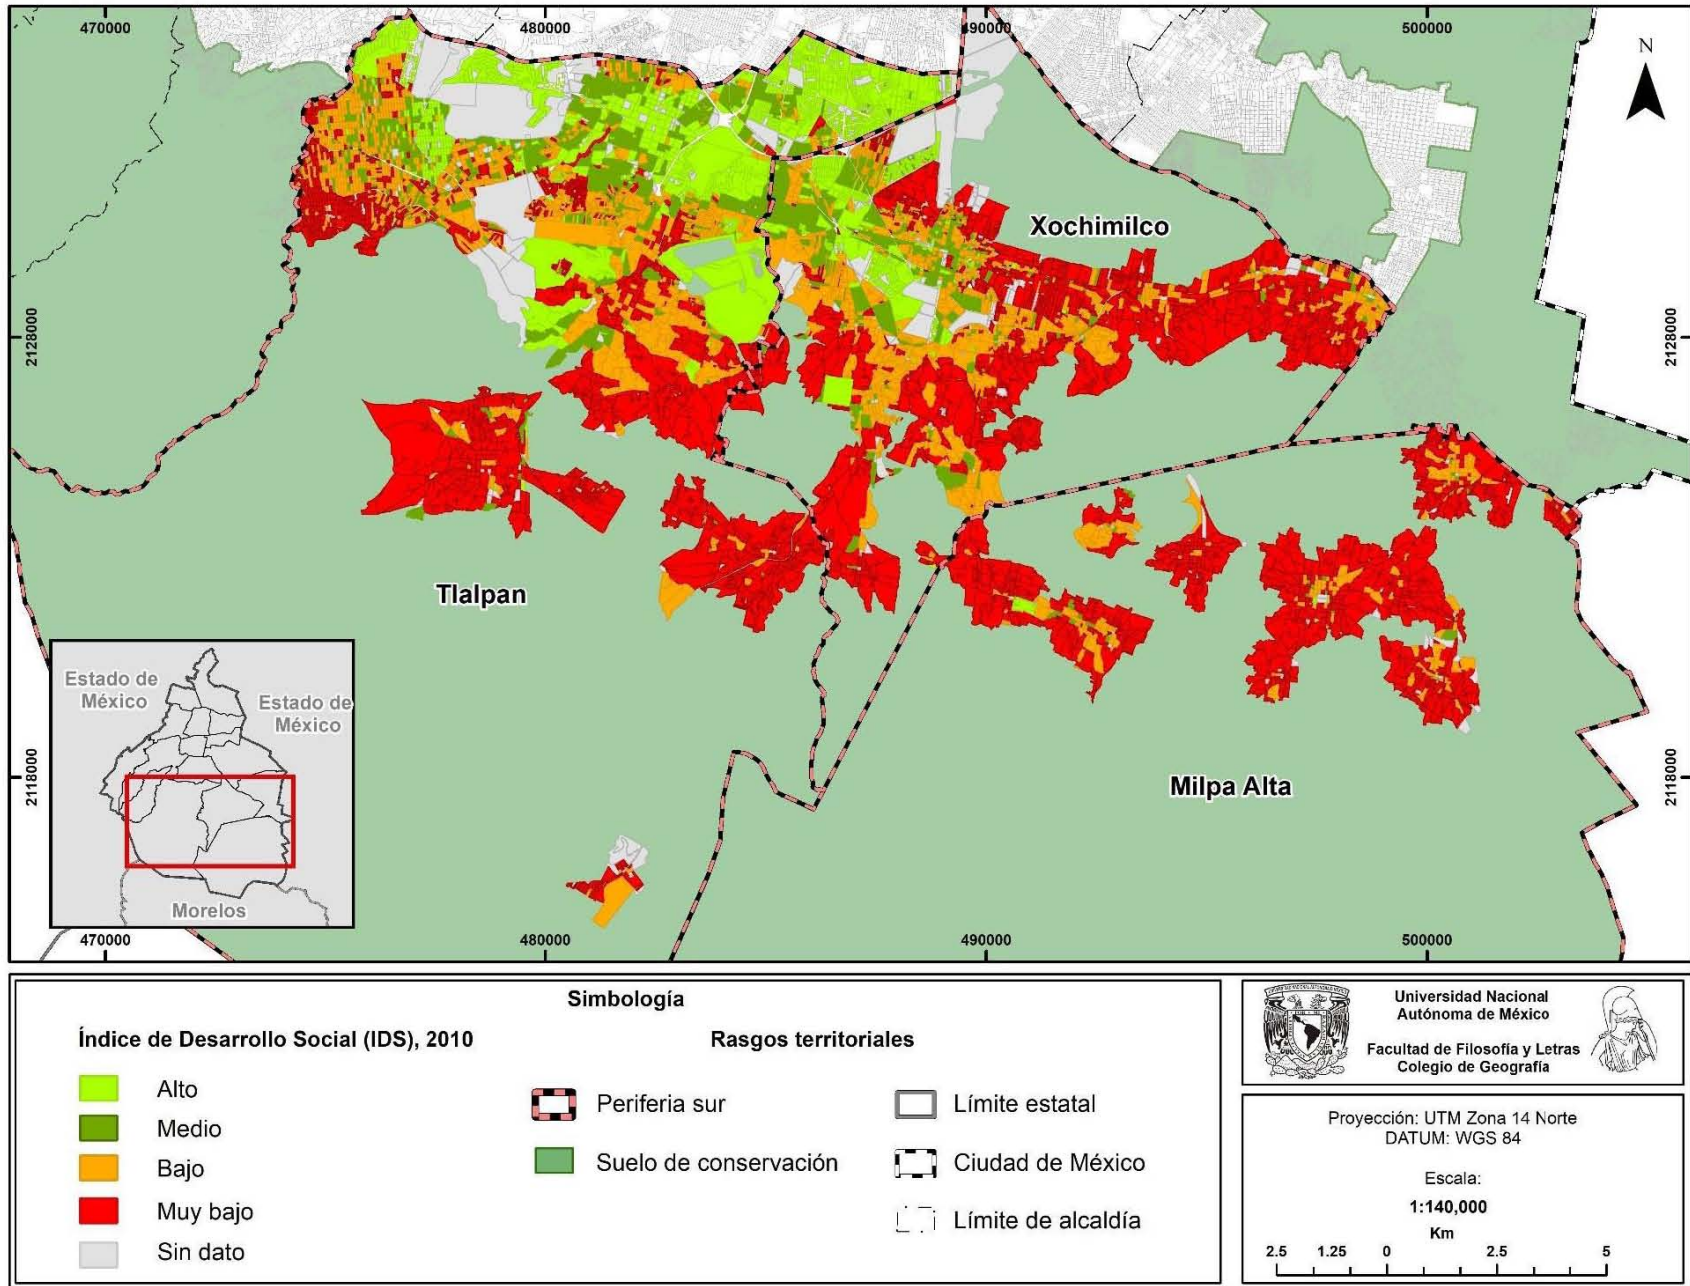 470000
480000
490000
500000
N
Xochimilco
2128000
2128000
Tlalpan
Estado de
México
Estado de
México
Morelos
2118000
2118000
Milpa Alta
470000
480000
490000
500000
Simbología
Índice de Desarrollo Social (IDS), 2010
Alto
Medio
Bajo
Muy bajo
Sin dato
Rasgos territoriales
Periferia sur
Suelo de conservación
Límite estatal
Ciudad de México
Límite de alcaldía
Universidad Nacional
Autónoma de México
Facultad de Filosofía y Letras
Colegio de Geografía
Proyección: UTM Zona 14 Norte
DATUM: WGS 84
Escala:
1:140,000
Km
2.5 1.25 0 2.5 5